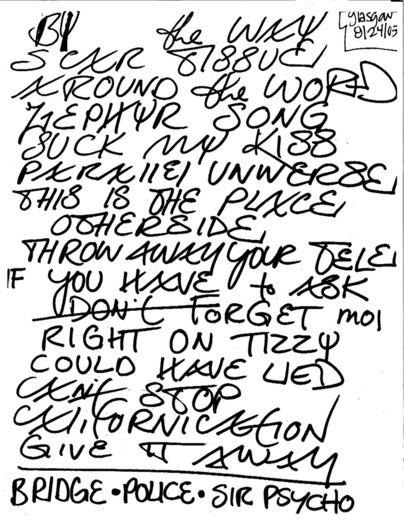 Glasgow
8/24/03
BY the WAY
SCAR TISSUE
AROUND the WORLD
ZEPHYR SONG
SUCK MY KISS
PARALLEL UNIVERSE
THIS IS THE PLACE
OTHERSIDE
THROW AWAY YOUR TELE
IF YOU HAVE to ASK
DON'T FORGET MOI
RIGHT ON TIZZY
COULD HAVE LIED
CAN'T STOP
CALIFORNICATION
GIVE IT AWAY
BRIDGE • POLICE • SIR PSYCHO